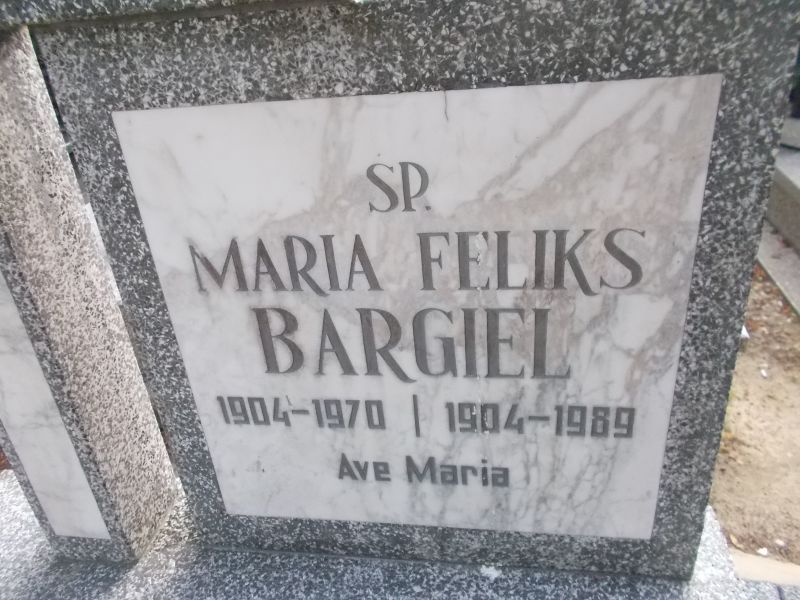 SP.
MARIA FELIKS
BARGIEL
1904-1970 | 1904-1989
Ave Maria